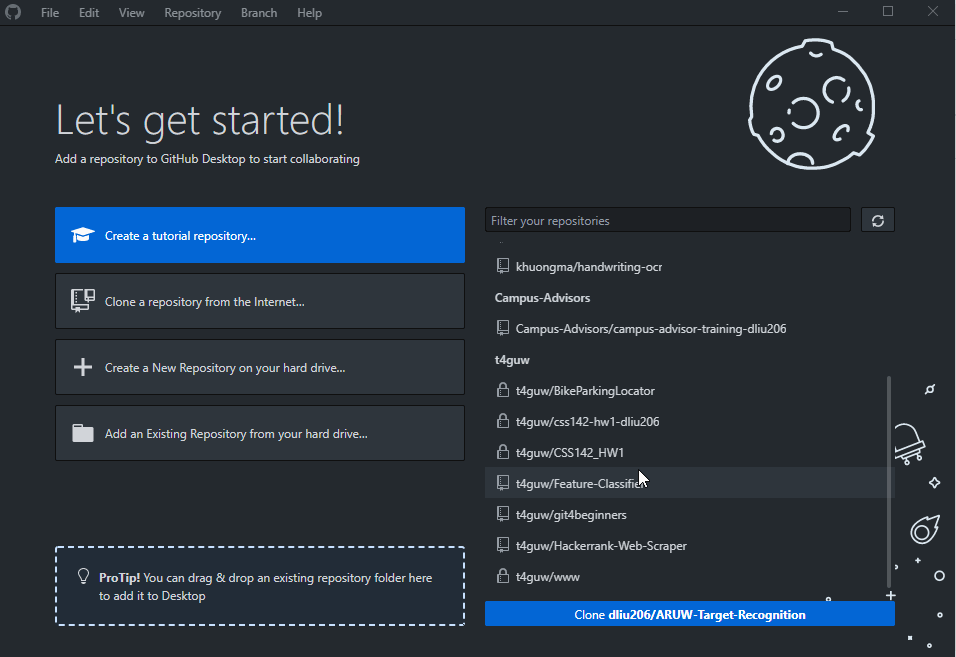 File Edit View Repository Branch Help
Let's get started!
Add a repository to GitHub Desktop to start collaborating
Create a tutorial repository...
Clone a repository from the Internet...
Create a New Repository on your hard drive...
Add an Existing Repository from your hard drive...
ProTip! You can drag & drop an existing repository folder here
to add it to Desktop
Filter your repositories
khuongma/handwriting-ocr
Campus-Advisors
Campus-Advisors/campus-advisor-training-dliu206
t4guw
t4guw/BikeParkingLocator
t4guw/css142-hw1-dliu206
t4guw/CSS142_HW1
t4guw/Feature-Classifier
t4guw/git4beginners
t4guw/Hackerrank-Web-Scraper
t4guw/www
Clone dliu206/ARUW-Target-Recognition